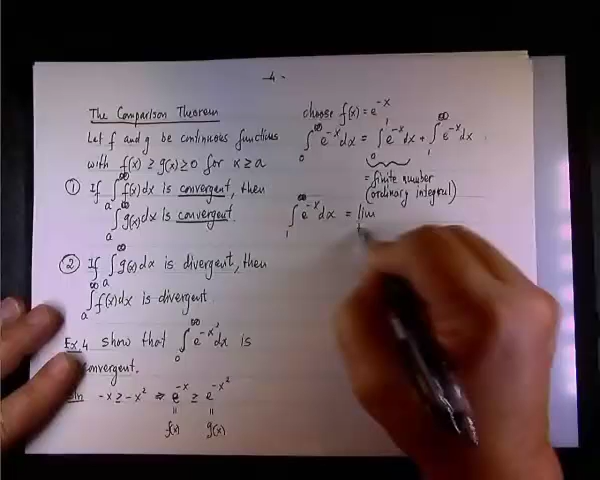 -4-
The Comparison Theorem
Let f and g be continuous functions
with f(x) ≥ g(x) ≥ 0 for x ≥ a
① If ∫_a^∞ f(x)dx is convergent, then
∫_a^∞ g(x)dx is convergent.
② If ∫_a^∞ g(x)dx is divergent, then
∫_a^∞ f(x)dx is divergent
Ex.4 show that ∫_0^∞ e^{-x²}dx is
convergent.
-x ≥ -x² ⇒ e^{-x} ≥ e^{-x²}
= =
f(x) g(x)
choose f(x) = e^{-x}
∫_0^∞ e^{-x}dx = ∫_0^1 e^{-x}dx + ∫_1^∞ e^{-x}dx
= finite number
(ordinary integral)
∫_1^∞ e^{-x}dx = lim